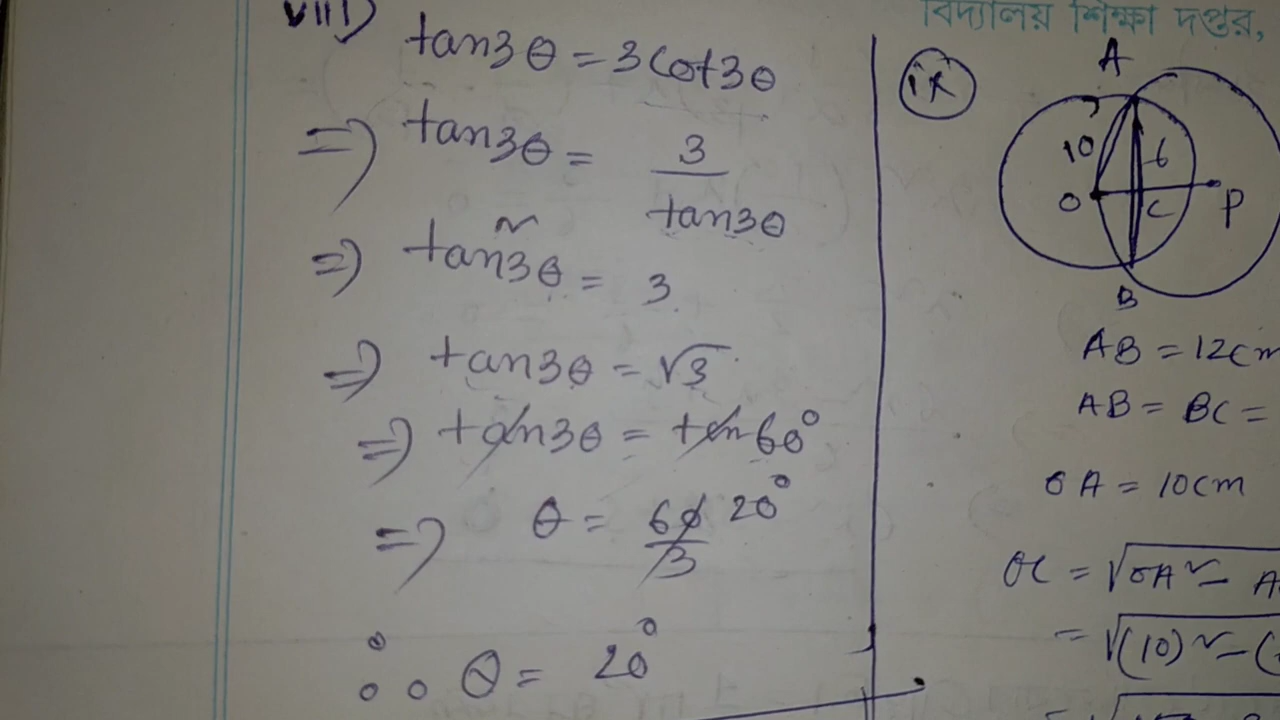 viii)
tan3θ = 3Cot3θ
⇒ tan3θ = 3/tan3θ
⇒ tan²3θ = 3
⇒ tan3θ = √3
⇒ tan3θ = tan60°
⇒ θ = 60/3 20°
∴ θ = 20°
বিদ্যালয় শিক্ষা দপ্তর,
ix
A
10
6
O
C
P
B
AB = 12cm
AB = BC =
OA = 10cm
OC = √OA² - A
= √(10)² - (
=